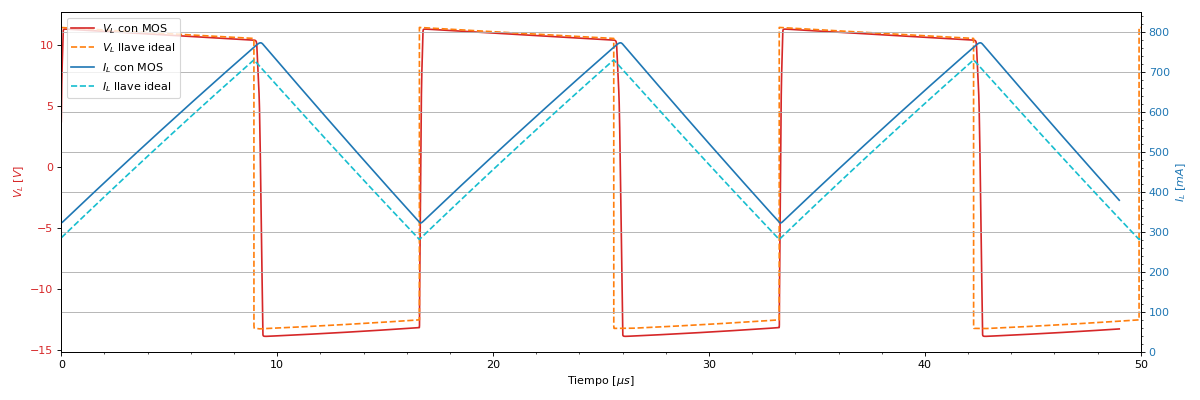 V_L con MOS
V_L llave ideal
I_L con MOS
I_L llave ideal
10
5
0
−5
−10
−15
V_L [V]
800
700
600
500
400
300
200
100
0
I_L [mA]
0 10 20 30 40 50
Tiempo [μs]